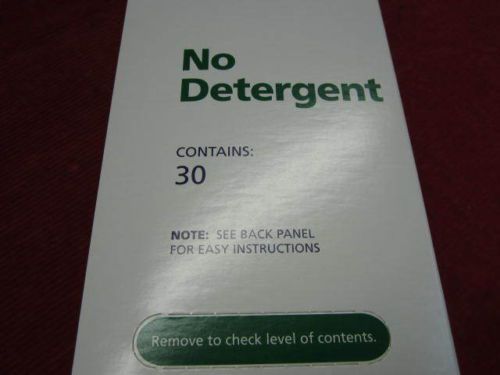 No
Detergent
CONTAINS:
30
NOTE: SEE BACK PANEL
FOR EASY INSTRUCTIONS
Remove to check level of contents.